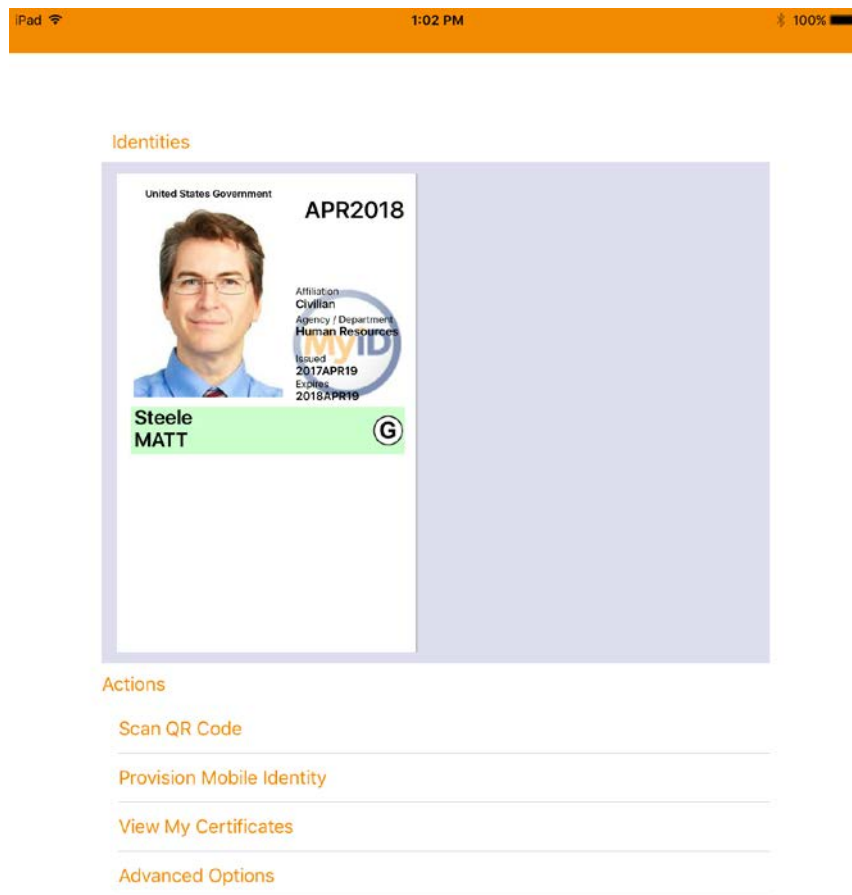 iPad 1:02 PM 100%
Identities
United States Government
APR2018
Affiliation
Civilian
Agency / Department
Human Resources
MyID
Issued
2017APR19
Expires
2018APR19
Steele
MATT
G
Actions
Scan QR Code
Provision Mobile Identity
View My Certificates
Advanced Options